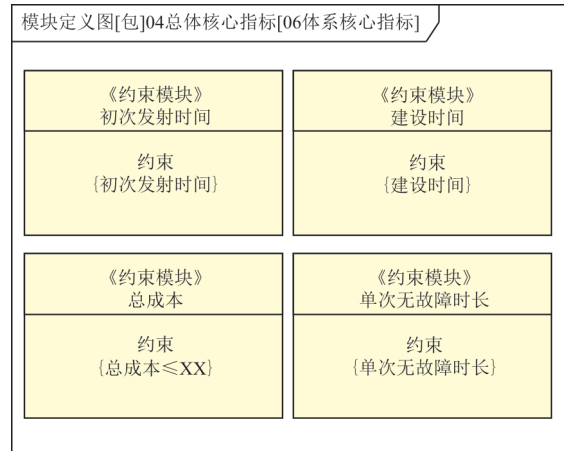 模块定义图[包]04总体核心指标[06体系核心指标]
《约束模块》
初次发射时间
约束
{初次发射时间}
《约束模块》
建设时间
约束
{建设时间}
《约束模块》
总成本
约束
{总成本≤XX}
《约束模块》
单次无故障时长
约束
{单次无故障时长}